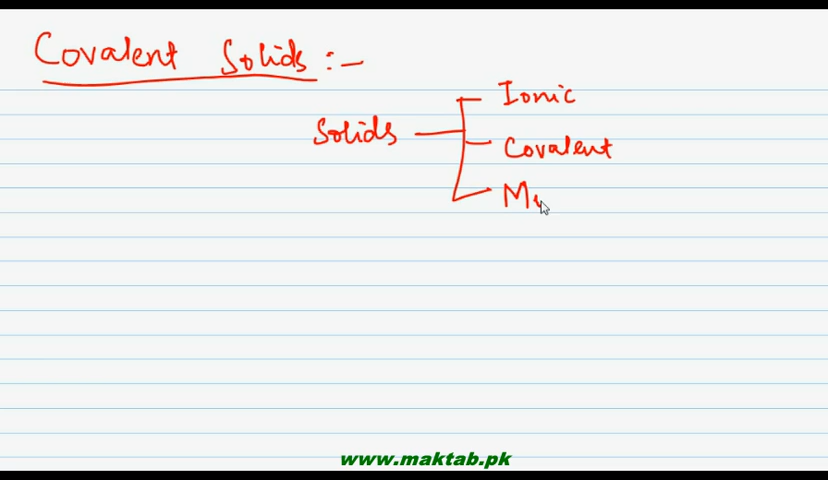 Covalent Solids :-
Ionic
Solids
Covalent
www.maktab.pk